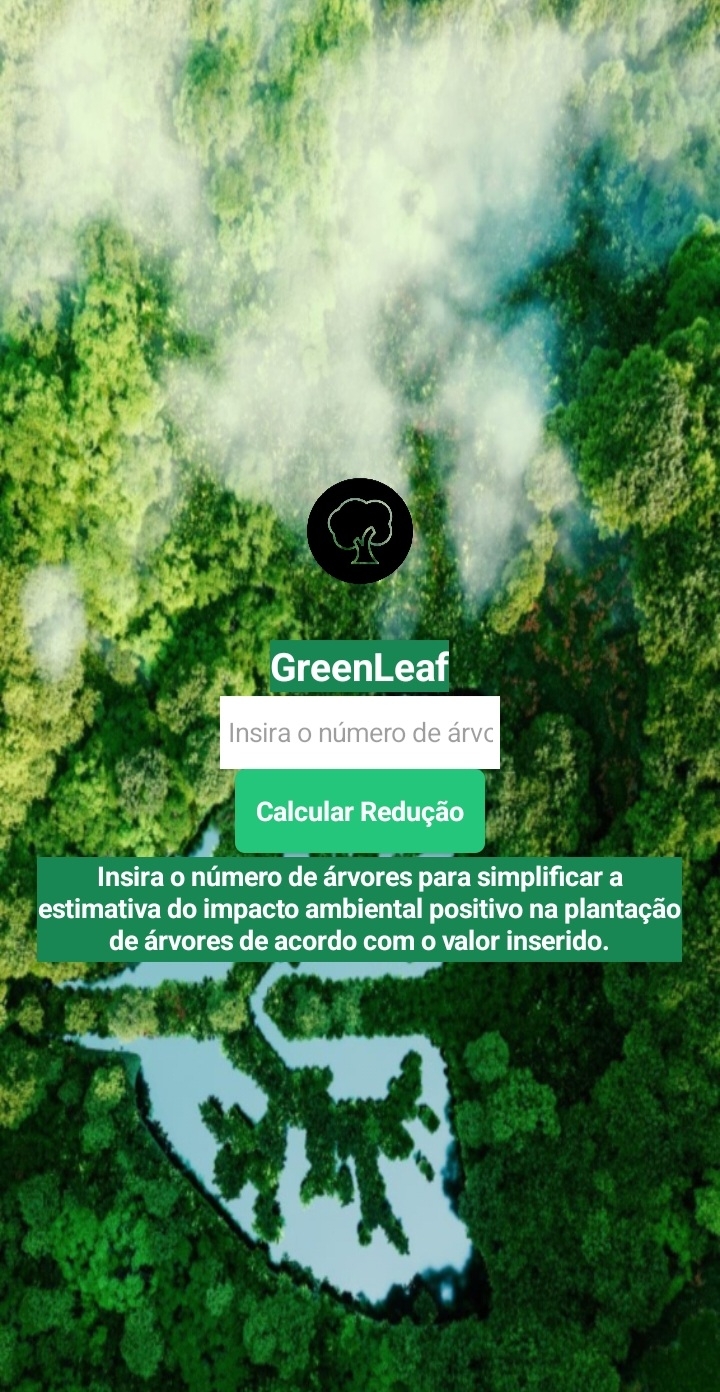 GreenLeaf
Insira o número de árvo
Calcular Redução
Insira o número de árvores para simplificar a
estimativa do impacto ambiental positivo na plantação
de árvores de acordo com o valor inserido.